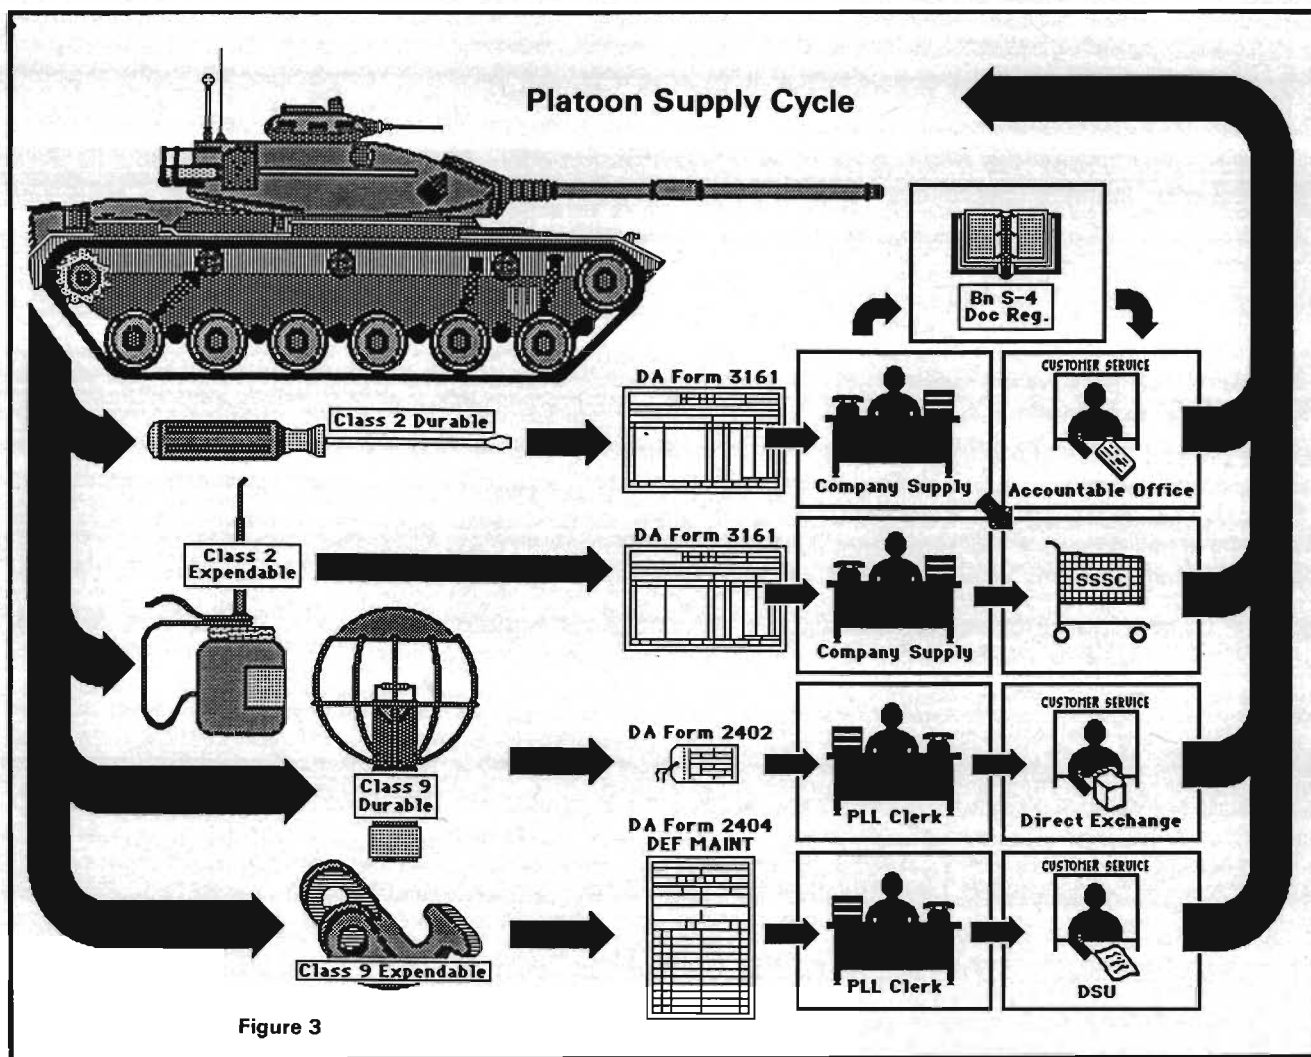 Platoon Supply Cycle
Bn S-4
Doc Reg.
DA Form 3161
CUSTOMER SERVICE
Class 2 Durable
Company Supply
Accountable Office
DA Form 3161
Class 2
Expendable
SSSC
Company Supply
DA Form 2402
CUSTOMER SERVICE
Class 9
Durable
PLL Clerk
Direct Exchange
DA Form 2404
DEF MAINT
CUSTOMER SERVICE
Class 9 Expendable
PLL Clerk
DSU
Figure 3